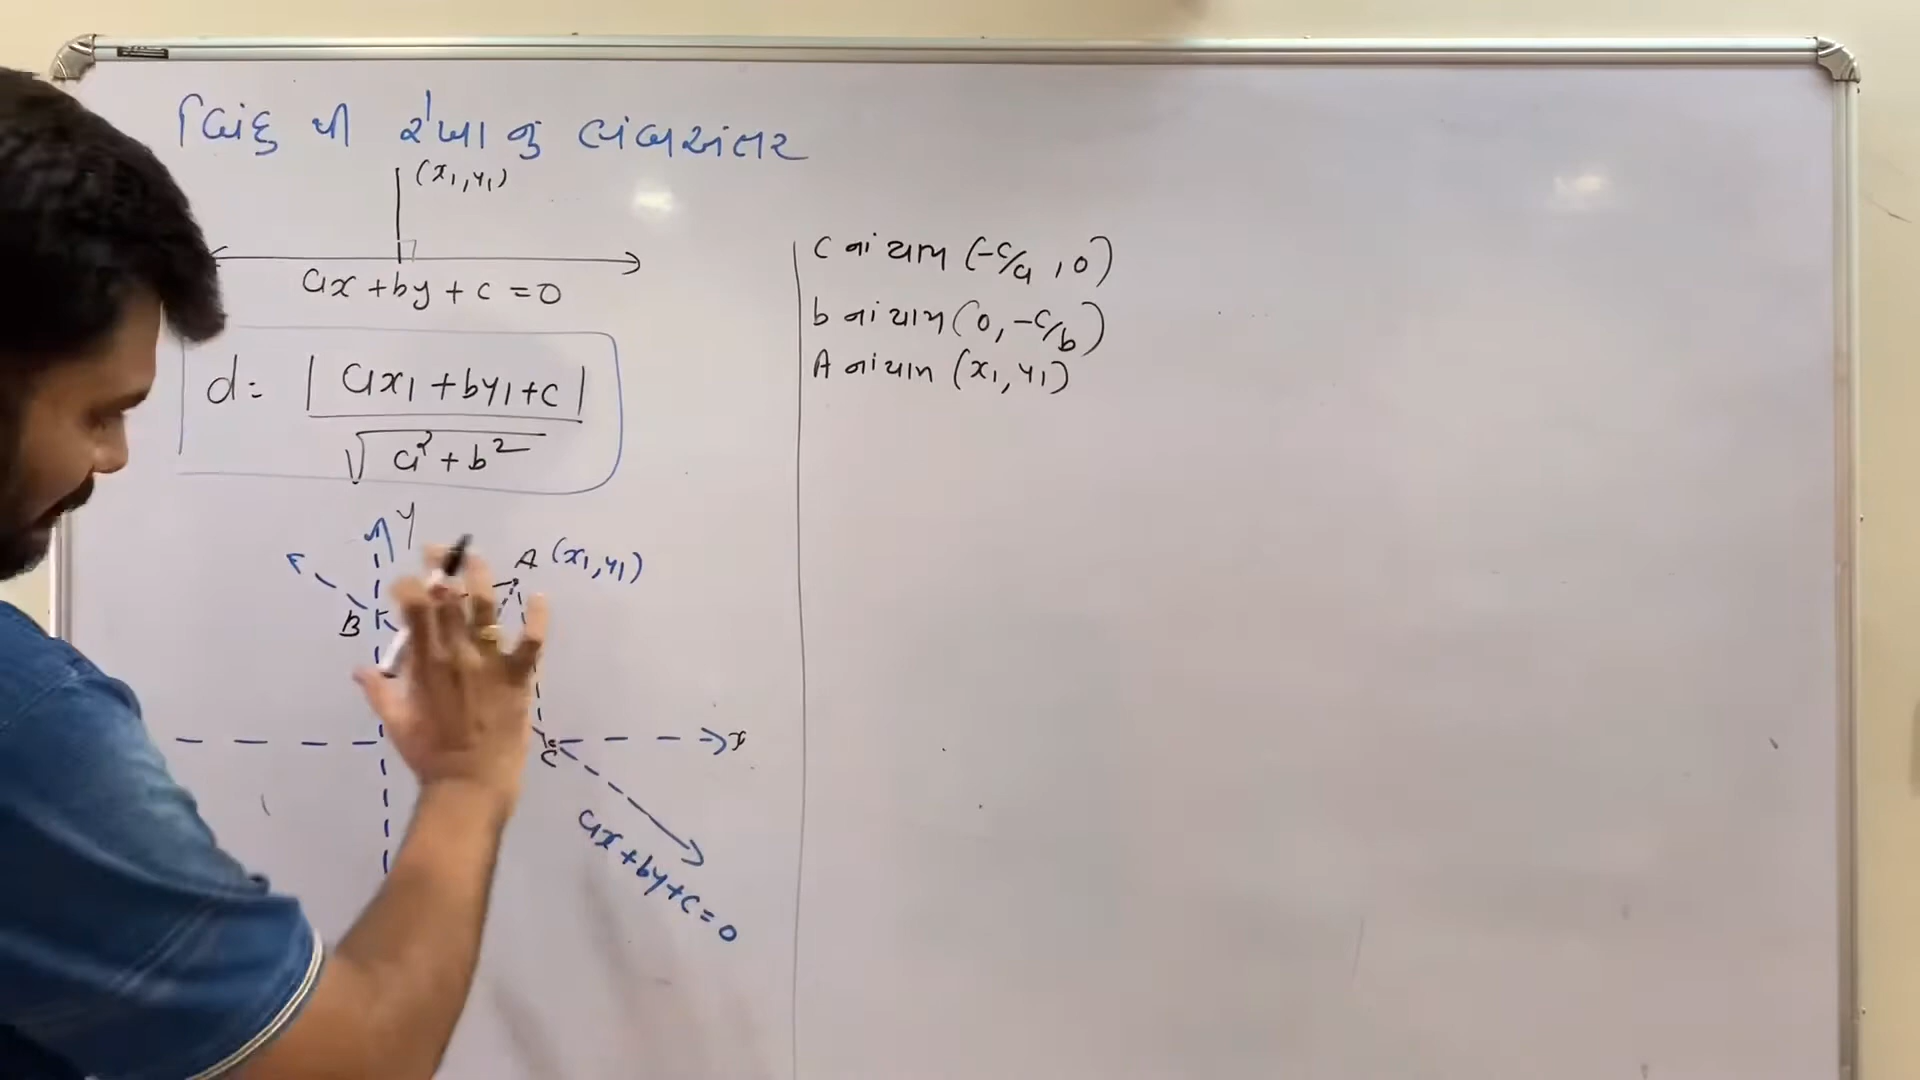 બિંદુ થી રેખા નું લંબઅંતર
(x₁,y₁)
ax+by+c=0
d = |ax₁+by₁+c|
√a²+b²
y
A (x₁,y₁)
B
x
C
ax+by+c=0
C નાં યામ (-c/a, 0)
b નાં યામ (0, -c/b)
A નાં યામ (x₁, y₁)